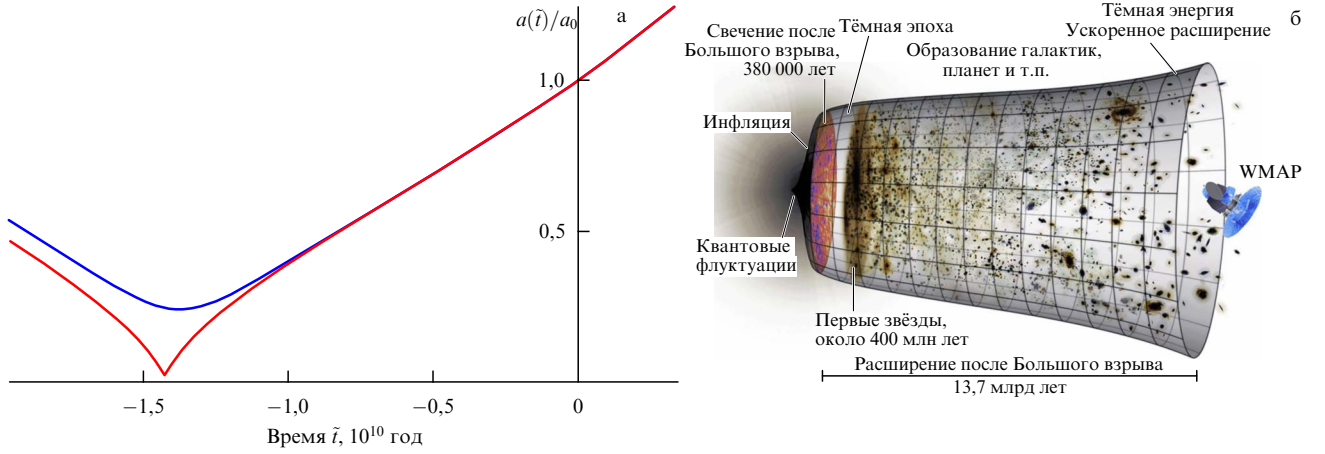 a(t̃)/a₀
а
1,0
0,5
−1,5
−1,0
−0,5
0
Время t̃, 10¹⁰ год
б
Свечение после
Большого взрыва,
380 000 лет
Тёмная эпоха
Образование галактик,
планет и т.п.
Тёмная энергия
Ускоренное расширение
Инфляция
WMAP
Квантовые
флуктуации
Первые звёзды,
около 400 млн лет
Расширение после Большого взрыва
13,7 млрд лет